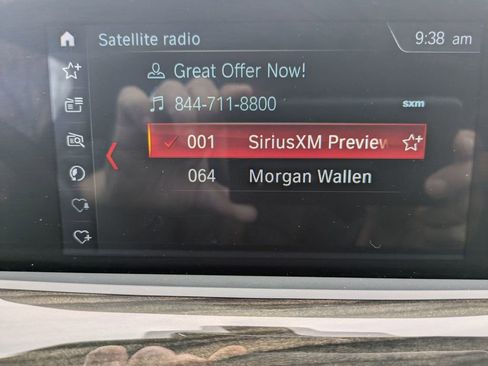 Satellite radio 9:38 am
Great Offer Now!
844-711-8800 sxm
001 SiriusXM Preview
064 Morgan Wallen